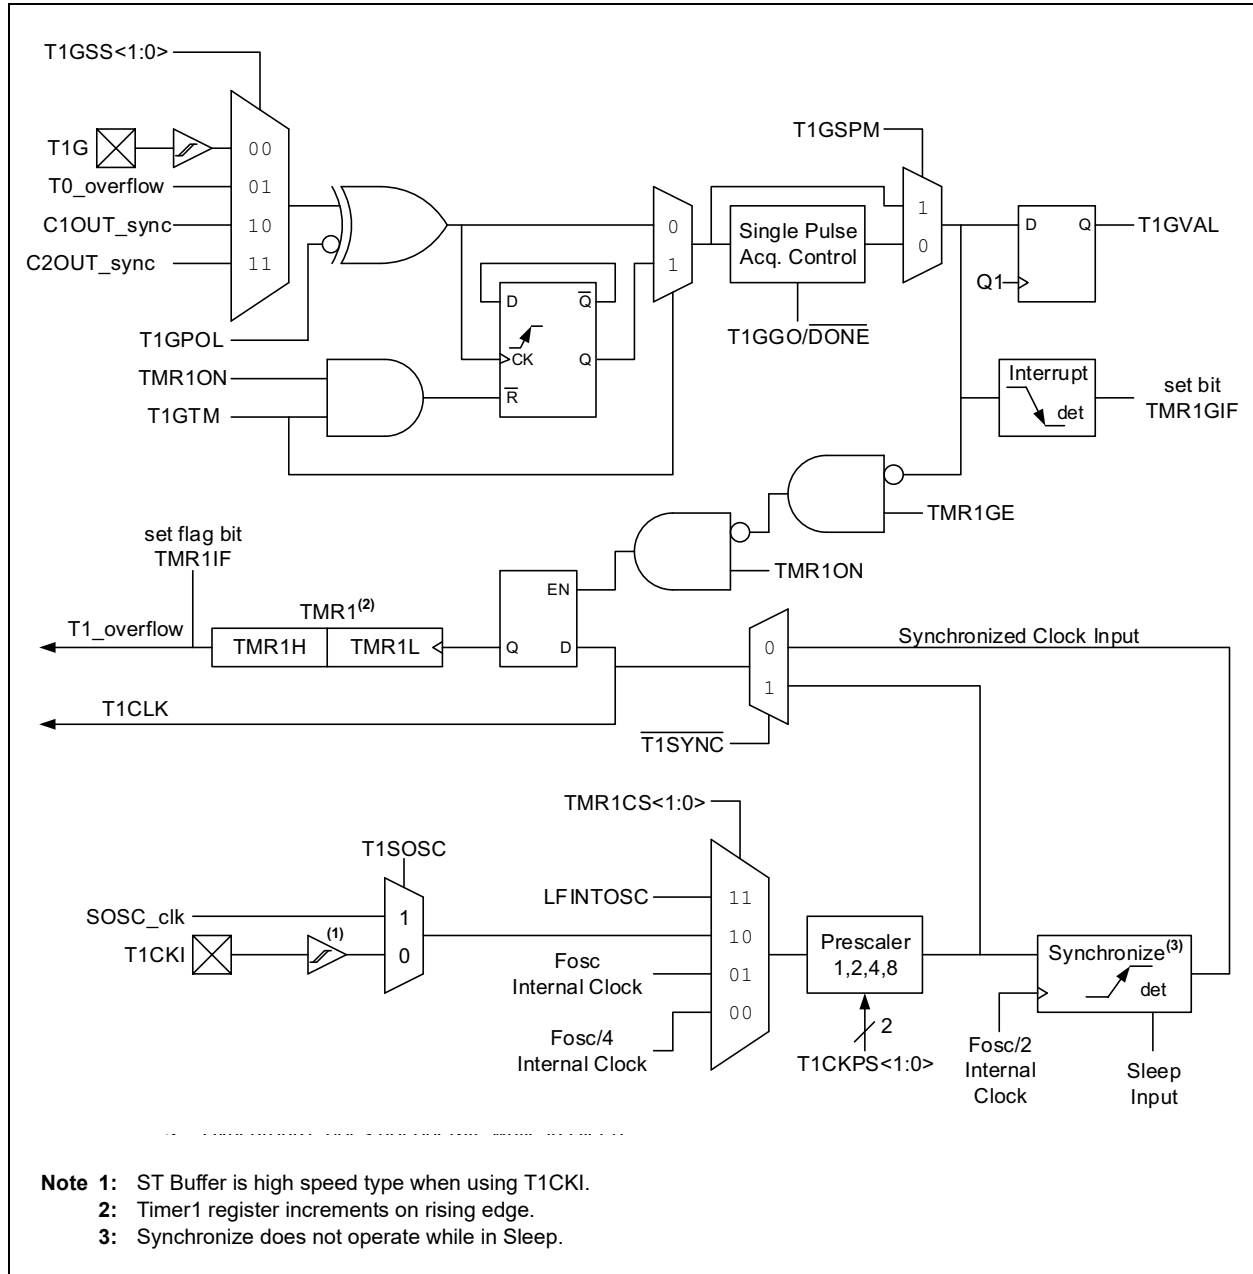 T1GSS<1:0>
T1G
00
T0_overflow
01
C1OUT_sync
10
C2OUT_sync
11
T1GPOL
TMR1ON
T1GTM
D
Q
CK
Q
R
0
1
Single Pulse
Acq. Control
T1GGO/DONE
T1GSPM
1
0
D
Q
Q1
T1GVAL
Interrupt
det
set bit
TMR1GIF
TMR1GE
TMR1ON
set flag bit
TMR1IF
TMR1(2)
T1_overflow
TMR1H
TMR1L
EN
Q
D
0
1
Synchronized Clock Input
T1CLK
T1SYNC
TMR1CS<1:0>
T1SOSC
SOSC_clk
1
T1CKI
(1)
0
LFINTOSC
11
10
Fosc
Internal Clock
01
00
Fosc/4
Internal Clock
Prescaler
1,2,4,8
2
T1CKPS<1:0>
Synchronize(3)
det
Fosc/2
Internal
Clock
Sleep
Input
Note 1: ST Buffer is high speed type when using T1CKI.
2: Timer1 register increments on rising edge.
3: Synchronize does not operate while in Sleep.